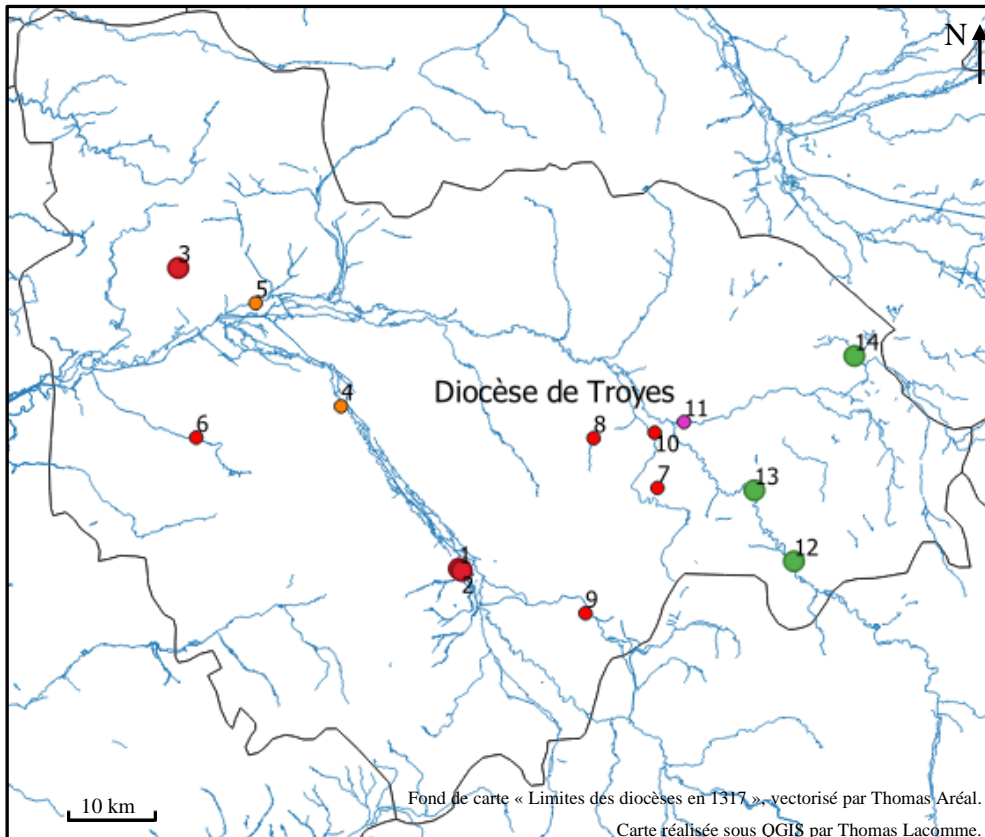 N
3
5
14
4
Diocèse de Troyes
11
6
8
10
7
13
1
12
2
9
10 km
Fond de carte « Limites des diocèses en 1317 », vectorisé par Thomas Aréal.
Carte réalisée sous QGIS par Thomas Lacomme.